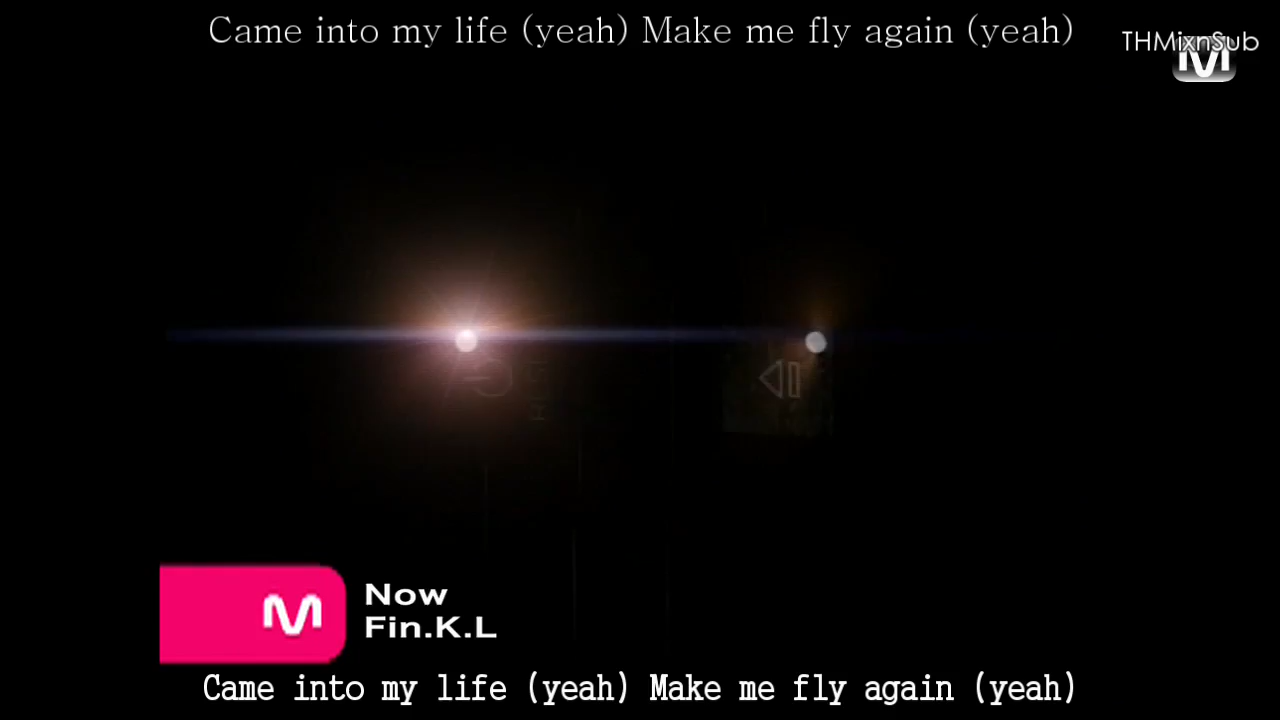 Came into my life (yeah) Make me fly again (yeah)
THMixnSub
M
M
Now
Fin.K.L
Came into my life (yeah) Make me fly again (yeah)